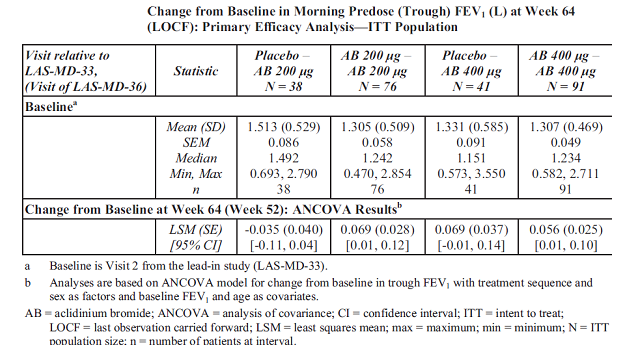 Change from Baseline in Morning Predose (Trough) FEV₁ (L) at Week 64
(LOCF): Primary Efficacy Analysis—ITT Population
Visit relative to LAS-MD-33, (Visit of LAS-MD-36) Statistic Placebo – AB 200 µg N = 38 AB 200 µg – AB 200 µg N = 76 Placebo – AB 400 µg N = 41 AB 400 µg – AB 400 µg N = 91
Baselineᵃ
Mean (SD) 1.513 (0.529) 1.305 (0.509) 1.331 (0.585) 1.307 (0.469)
SEM 0.086 0.058 0.091 0.049
Median 1.492 1.242 1.151 1.234
Min, Max 0.693, 2.790 0.470, 2.854 0.573, 3.550 0.582, 2.711
n 38 76 41 91
Change from Baseline at Week 64 (Week 52): ANCOVA Resultsᵇ
LSM (SE) -0.035 (0.040) 0.069 (0.028) 0.069 (0.037) 0.056 (0.025)
[95% CI] [-0.11, 0.04] [0.01, 0.12] [-0.01, 0.14] [0.01, 0.10]
a Baseline is Visit 2 from the lead-in study (LAS-MD-33).
b Analyses are based on ANCOVA model for change from baseline in trough FEV₁ with treatment sequence and
sex as factors and baseline FEV₁ and age as covariates.
AB = aclidinium bromide; ANCOVA = analysis of covariance; CI = confidence interval; ITT = intent to treat;
LOCF = last observation carried forward; LSM = least squares mean; max = maximum; min = minimum; N = ITT
population size; n = number of patients at interval.